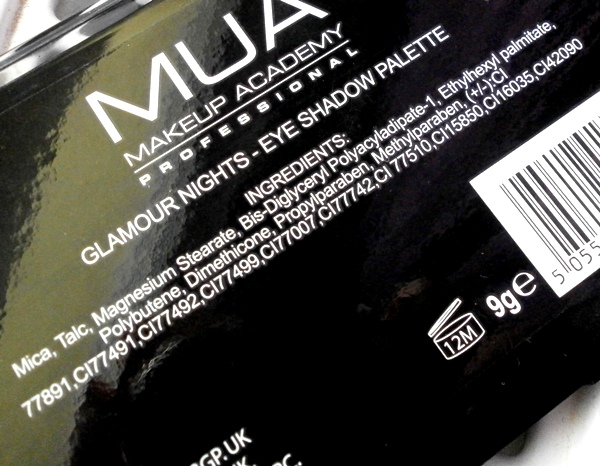 MUA
MAKEUP ACADEMY
PROFESSIONAL
GLAMOUR NIGHTS - EYE SHADOW PALETTE
INGREDIENTS:
Mica, Talc, Magnesium Stearate, Bis-Diglyceryl Polyacyladipate-1, Ethylhexyl palmitate,
Polybutene, Dimethicone, Propylparaben, Methylparaben, (+/-)CI
77891,CI77491,CI77492,CI77499,CI77007,CI77742,CI 77510,CI15850,CI16035,CI42090
12M
9g e
5 055
GP.UK